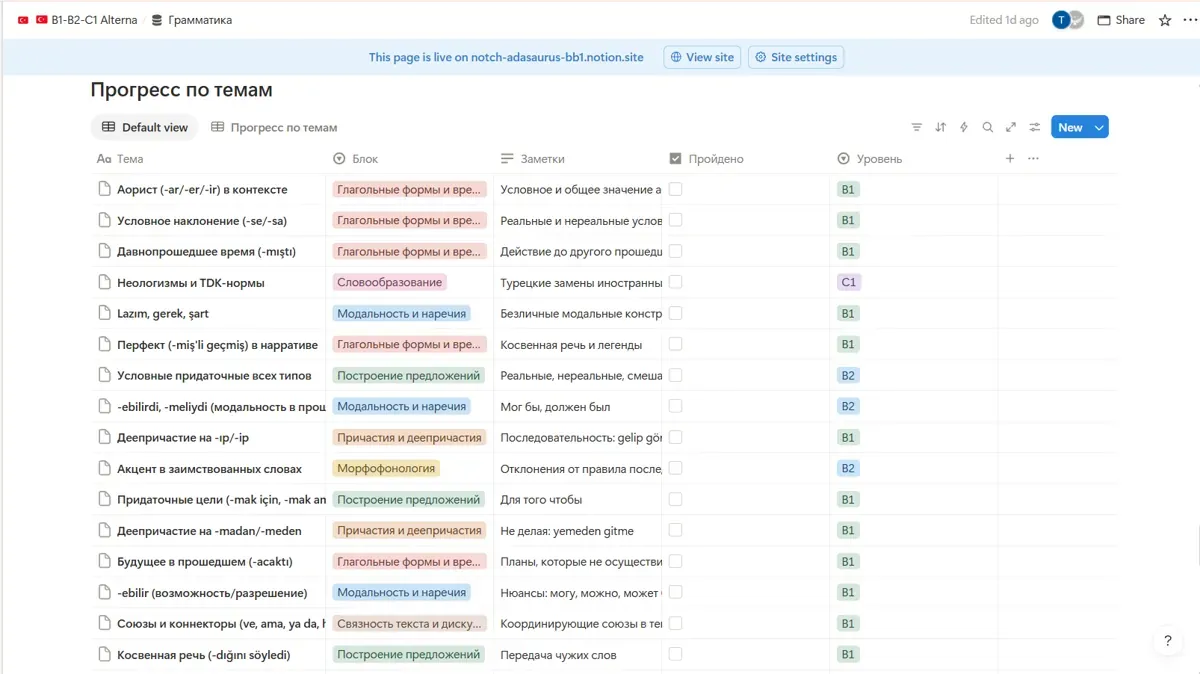 B1-B2-C1 Alterna / Грамматика
Edited 1d ago T Share
This page is live on notch-adasaurus-bb1.notion.site View site Site settings
Прогресс по темам
Default view Прогресс по темам
New
Aa Тема Блок Заметки Пройдено Уровень
Аорист (-ar/-er/-ir) в контексте Глагольные формы и вре... Условное и общее значение а B1
Условное наклонение (-se/-sa) Глагольные формы и вре... Реальные и нереальные услов B1
Давнопрошедшее время (-mıştı) Глагольные формы и вре... Действие до другого прошедш B1
Неологизмы и TDK-нормы Словообразование Турецкие замены иностранны C1
Lazım, gerek, şart Модальность и наречия Безличные модальные констр B1
Перфект (-miş'li geçmiş) в нарративе Глагольные формы и вре... Косвенная речь и легенды B1
Условные придаточные всех типов Построение предложений Реальные, нереальные, смеша B2
-ebilirdi, -meliydi (модальность в прош Модальность и наречия Мог бы, должен был B2
Деепричастие на -ıp/-ip Причастия и деепричастия Последовательность: gelip gör B1
Акцент в заимствованных словах Морфофонология Отклонения от правила после, B2
Придаточные цели (-mak için, -mak am Построение предложений Для того чтобы B1
Деепричастие на -madan/-meden Причастия и деепричастия Не делая: yemeden gitme B1
Будущее в прошедшем (-acaktı) Глагольные формы и вре... Планы, которые не осуществи B1
-ebilir (возможность/разрешение) Модальность и наречия Нюансы: могу, можно, может B1
Союзы и коннекторы (ve, ama, ya da, h Связность текста и диску... Координирующие союзы в те B1
Косвенная речь (-dığını söyledi) Построение предложений Передача чужих слов B1
?